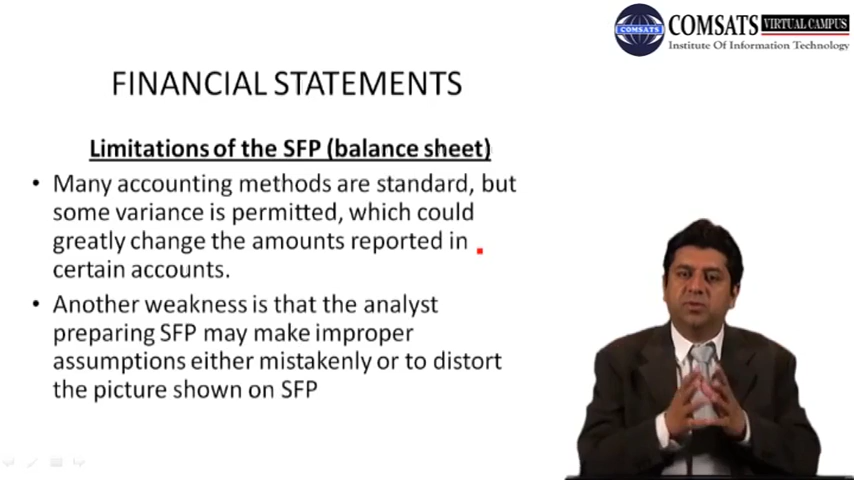 COMSATS VIRTUAL CAMPUS
COMSATS
Institute Of Information Technology
FINANCIAL STATEMENTS
Limitations of the SFP (balance sheet)
• Many accounting methods are standard, but
some variance is permitted, which could
greatly change the amounts reported in
certain accounts.
• Another weakness is that the analyst
preparing SFP may make improper
assumptions either mistakenly or to distort
the picture shown on SFP